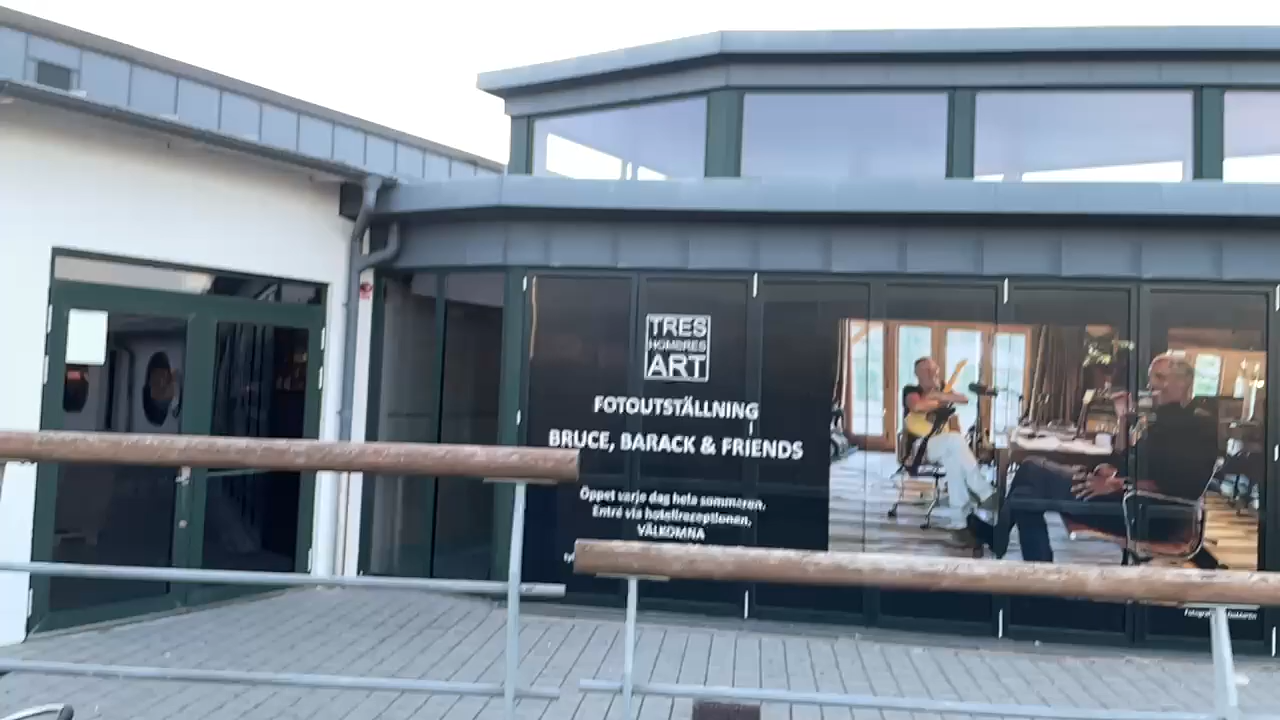 TRES
HOMBRES
ART
FOTOUTSTÄLLNING
BRUCE, BARACK & FRIENDS
Öppet varje dag hela sommaren.
Entré via hotellreceptionen.
VÄLKOMNA